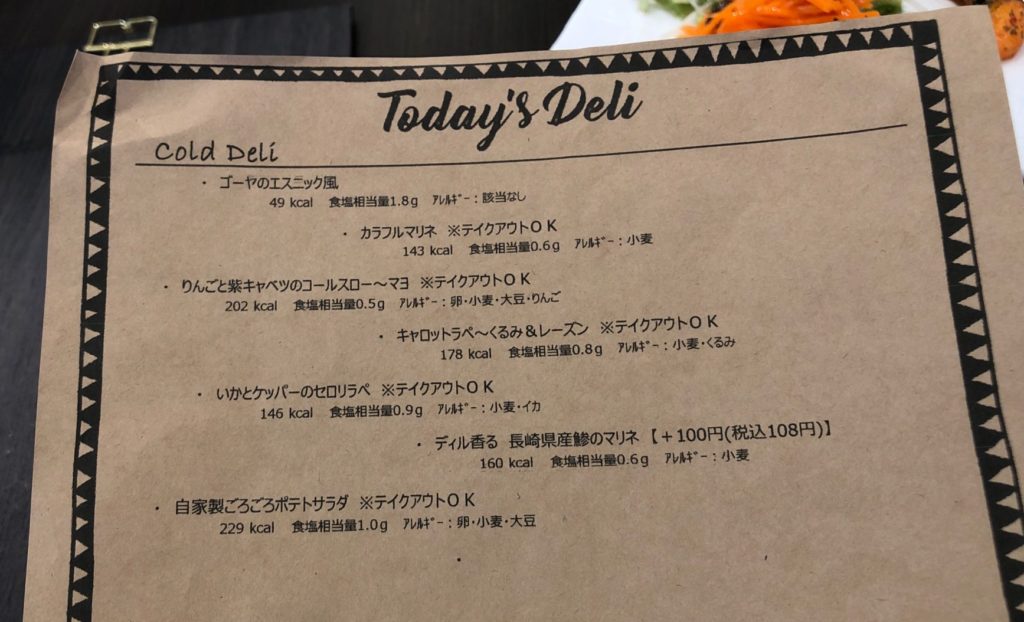 Today's Deli
Cold Deli
・ ゴーヤのエスニック風
49 kcal 食塩相当量1.8g ｱﾚﾙｷﾞｰ：該当なし
・ カラフルマリネ ※テイクアウトＯＫ
143 kcal 食塩相当量0.6g ｱﾚﾙｷﾞｰ：小麦
・ りんごと紫キャベツのコールスロー～マヨ ※テイクアウトＯＫ
202 kcal 食塩相当量0.5g ｱﾚﾙｷﾞｰ：卵・小麦・大豆・りんご
・ キャロットラペ～くるみ＆レーズン ※テイクアウトＯＫ
178 kcal 食塩相当量0.8g ｱﾚﾙｷﾞｰ：小麦・くるみ
・ いかとケッパーのセロリラペ ※テイクアウトＯＫ
146 kcal 食塩相当量0.9g ｱﾚﾙｷﾞｰ：小麦・イカ
・ ディル香る 長崎県産鯵のマリネ【＋100円(税込108円)】
160 kcal 食塩相当量0.6g ｱﾚﾙｷﾞｰ：小麦
・ 自家製ごろごろポテトサラダ ※テイクアウトＯＫ
229 kcal 食塩相当量1.0g ｱﾚﾙｷﾞｰ：卵・小麦・大豆